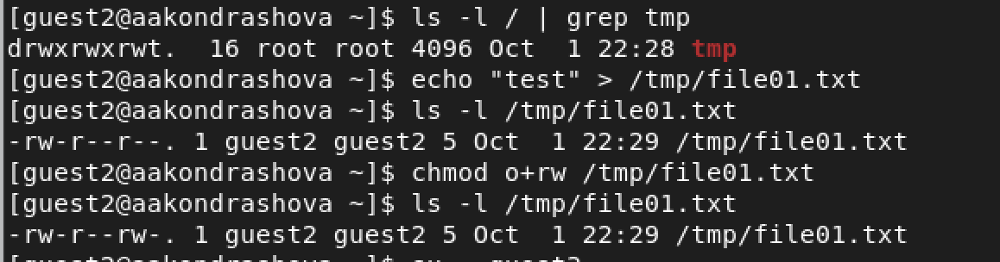 [guest2@aakondrashova ~]$ ls -l / | grep tmp
drwxrwxrwt.  16 root root 4096 Oct  1 22:28 tmp
[guest2@aakondrashova ~]$ echo "test" > /tmp/file01.txt
[guest2@aakondrashova ~]$ ls -l /tmp/file01.txt
-rw-r--r--. 1 guest2 guest2 5 Oct  1 22:29 /tmp/file01.txt
[guest2@aakondrashova ~]$ chmod o+rw /tmp/file01.txt
[guest2@aakondrashova ~]$ ls -l /tmp/file01.txt
-rw-r--rw-. 1 guest2 guest2 5 Oct  1 22:29 /tmp/file01.txt